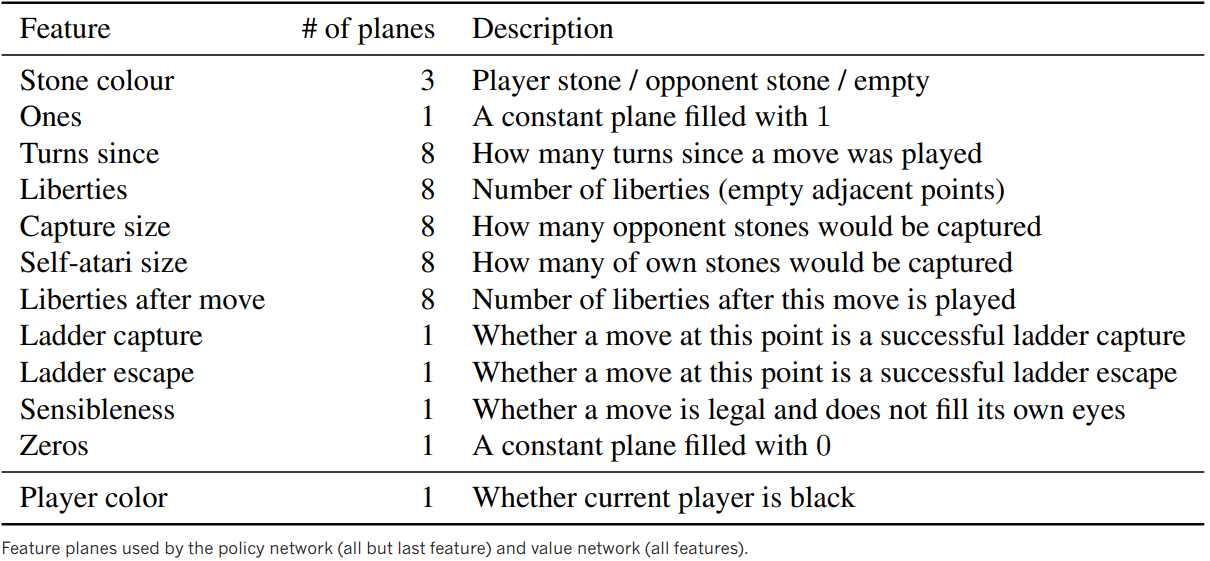 Feature # of planes Description
Stone colour 3 Player stone / opponent stone / empty
Ones 1 A constant plane filled with 1
Turns since 8 How many turns since a move was played
Liberties 8 Number of liberties (empty adjacent points)
Capture size 8 How many opponent stones would be captured
Self-atari size 8 How many of own stones would be captured
Liberties after move 8 Number of liberties after this move is played
Ladder capture 1 Whether a move at this point is a successful ladder capture
Ladder escape 1 Whether a move at this point is a successful ladder escape
Sensibleness 1 Whether a move is legal and does not fill its own eyes
Zeros 1 A constant plane filled with 0
Player color 1 Whether current player is black
Feature planes used by the policy network (all but last feature) and value network (all features).